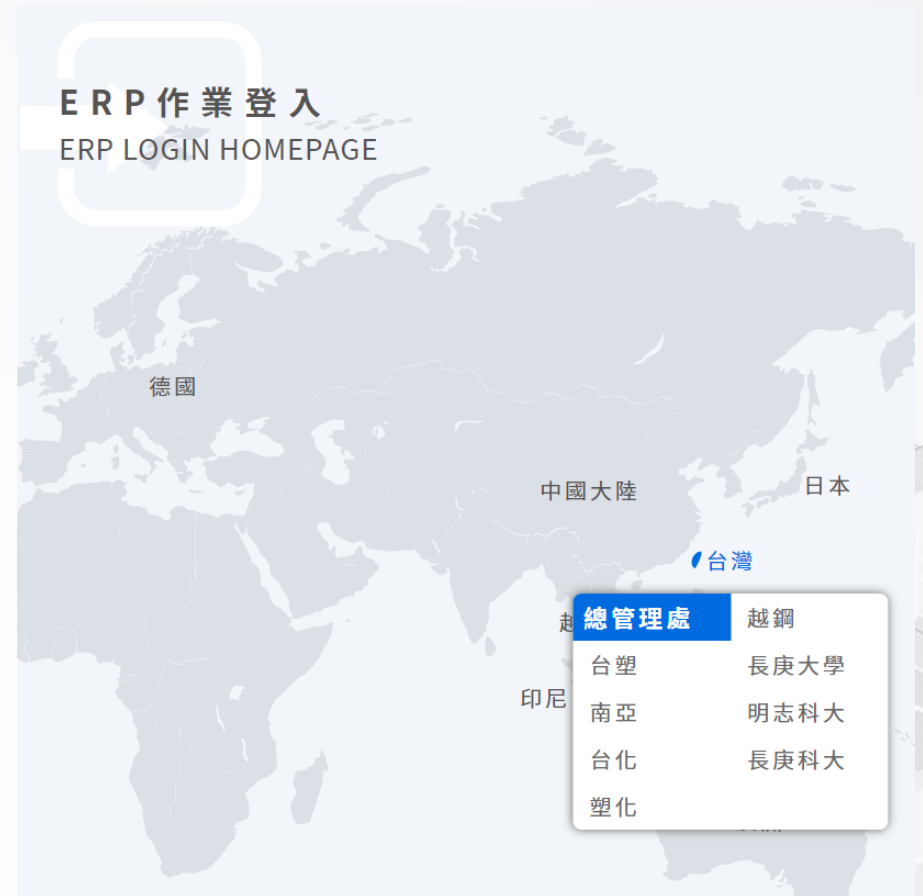 ERP作業登入
ERP LOGIN HOMEPAGE
德國
中國大陸
日本
台灣
總管理處
越鋼
台塑
長庚大學
印尼
南亞
明志科大
台化
長庚科大
塑化